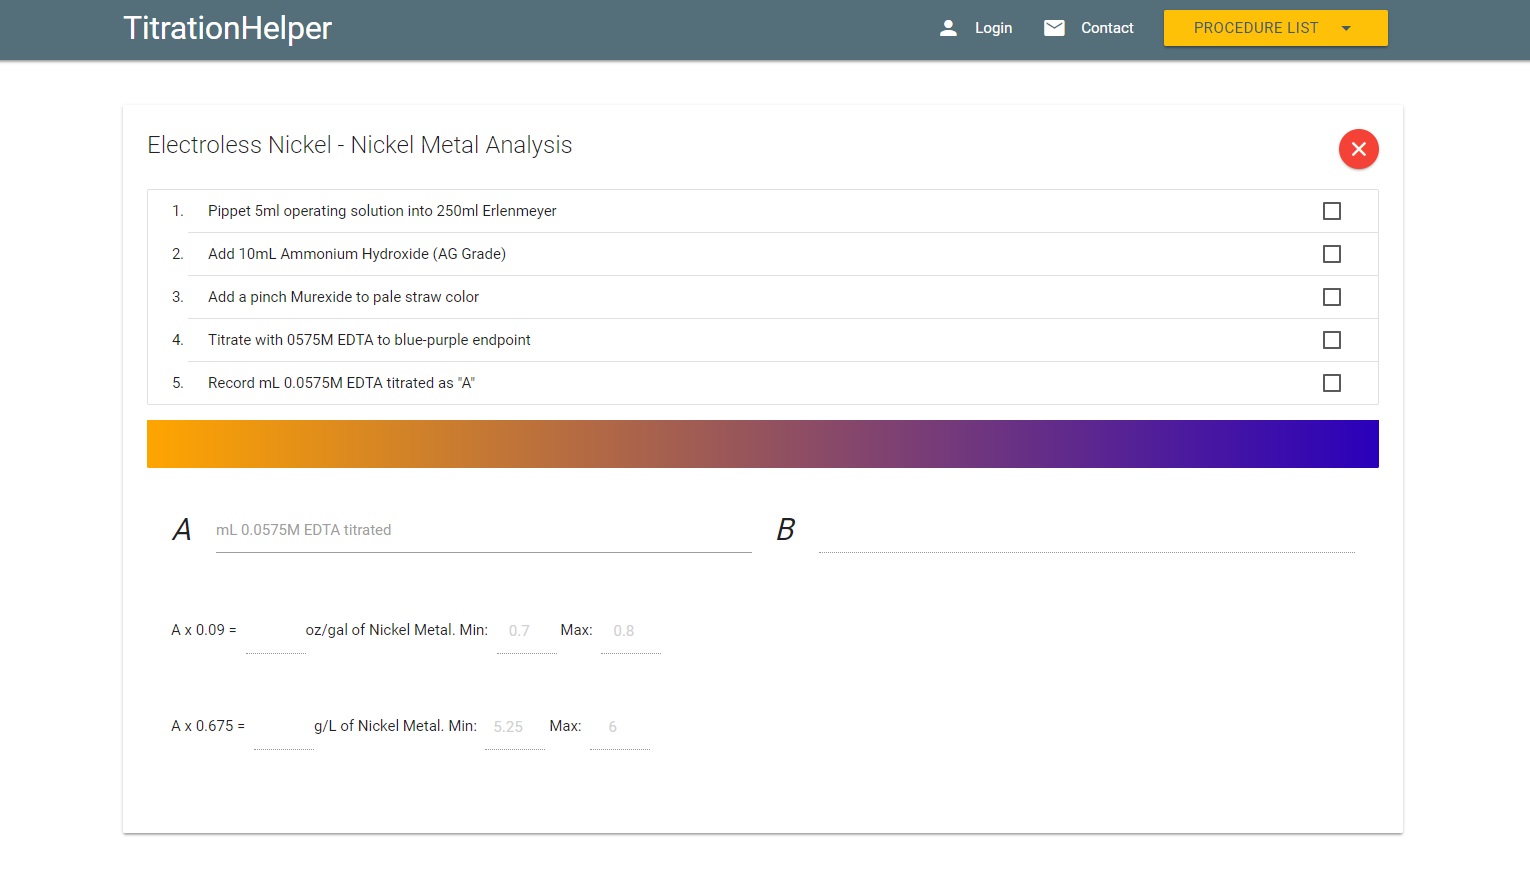 TitrationHelper
Login Contact PROCEDURE LIST
Electroless Nickel - Nickel Metal Analysis
1. Pippet 5ml operating solution into 250ml Erlenmeyer
2. Add 10mL Ammonium Hydroxide (AG Grade)
3. Add a pinch Murexide to pale straw color
4. Titrate with 0575M EDTA to blue-purple endpoint
5. Record mL 0.0575M EDTA titrated as "A"
A mL 0.0575M EDTA titrated B
A x 0.09 = oz/gal of Nickel Metal. Min: 0.7 Max: 0.8
A x 0.675 = g/L of Nickel Metal. Min: 5.25 Max: 6